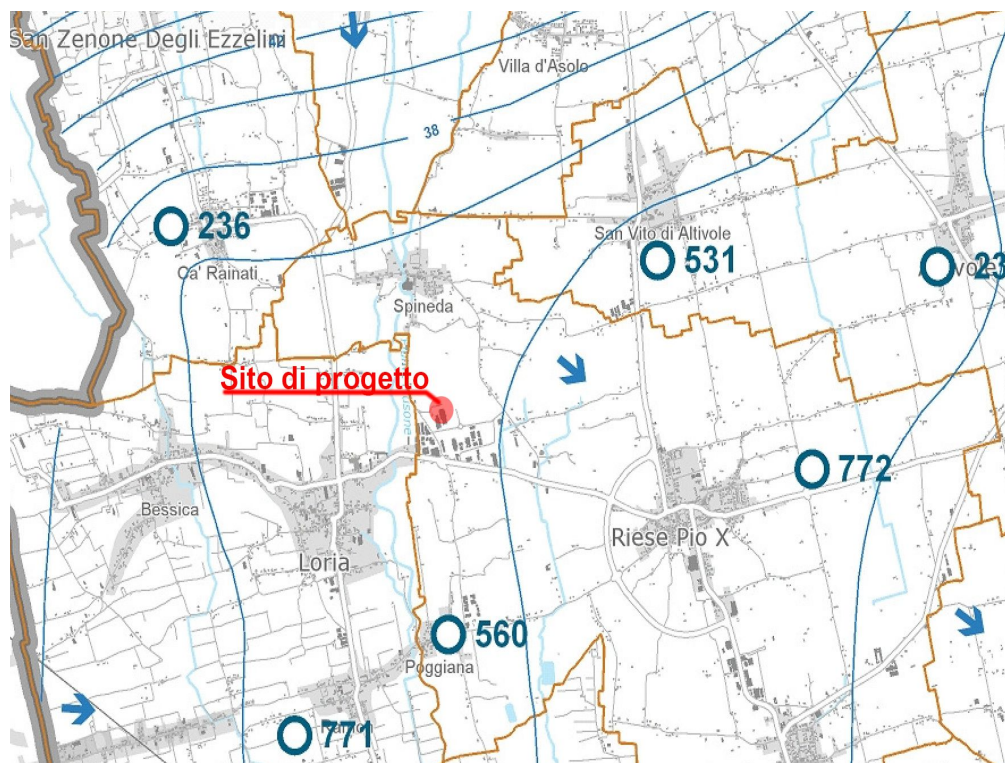 San Zenone Degli Ezzelini
Villa d'Asolo
38
236
San Vito di Altivole
531
Ca' Rainati
Spineda
Sito di progetto
772
Bessica
Riese Pio X
Loria
560
Poggiana
771